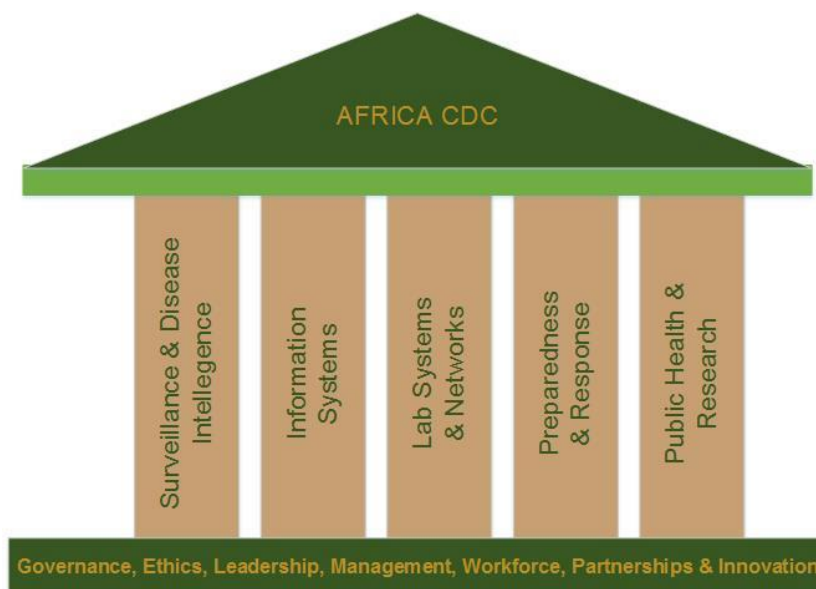 AFRICA CDC
Surveillance & Disease
Intellegence
Information
Systems
Lab Systems
& Networks
Preparedness
& Response
Public Health &
Research
Governance, Ethics, Leadership, Management, Workforce, Partnerships & Innovation